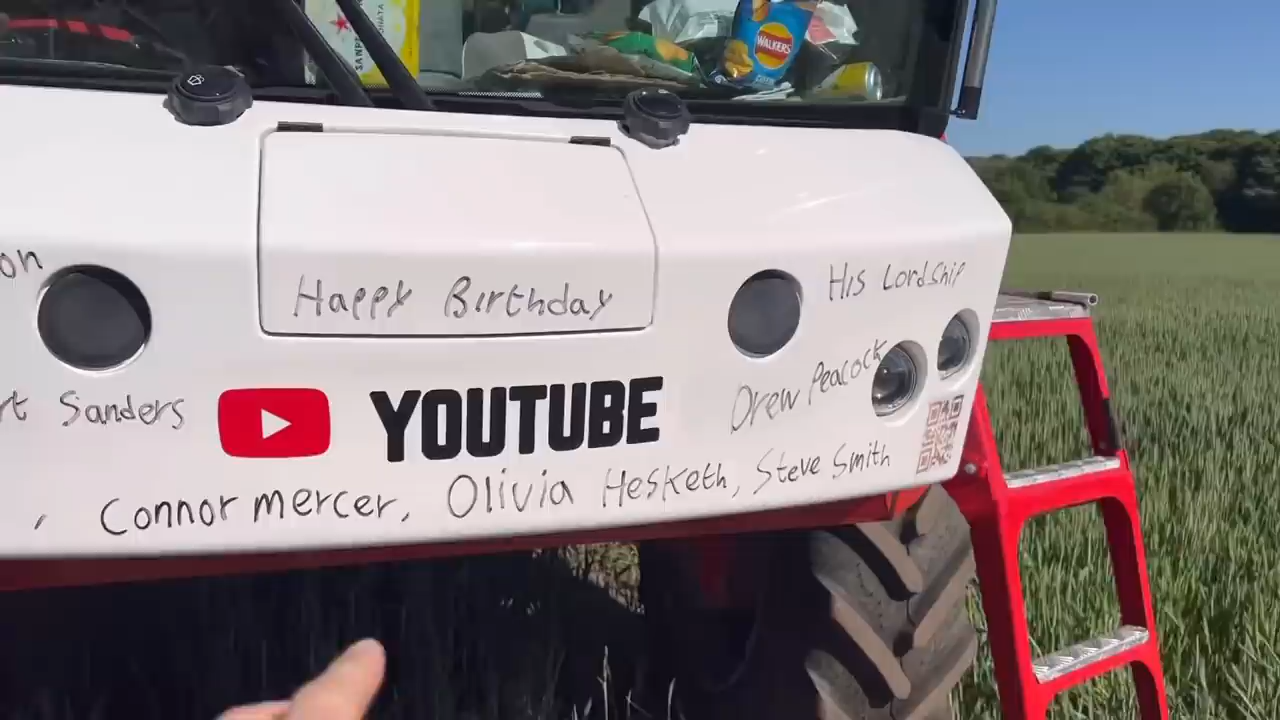 WALKERS
on
His Lordship
Happy Birthday
Drew Peacock
rt Sanders
YOUTUBE
, Connor mercer, Olivia Hesketh, Steve Smith